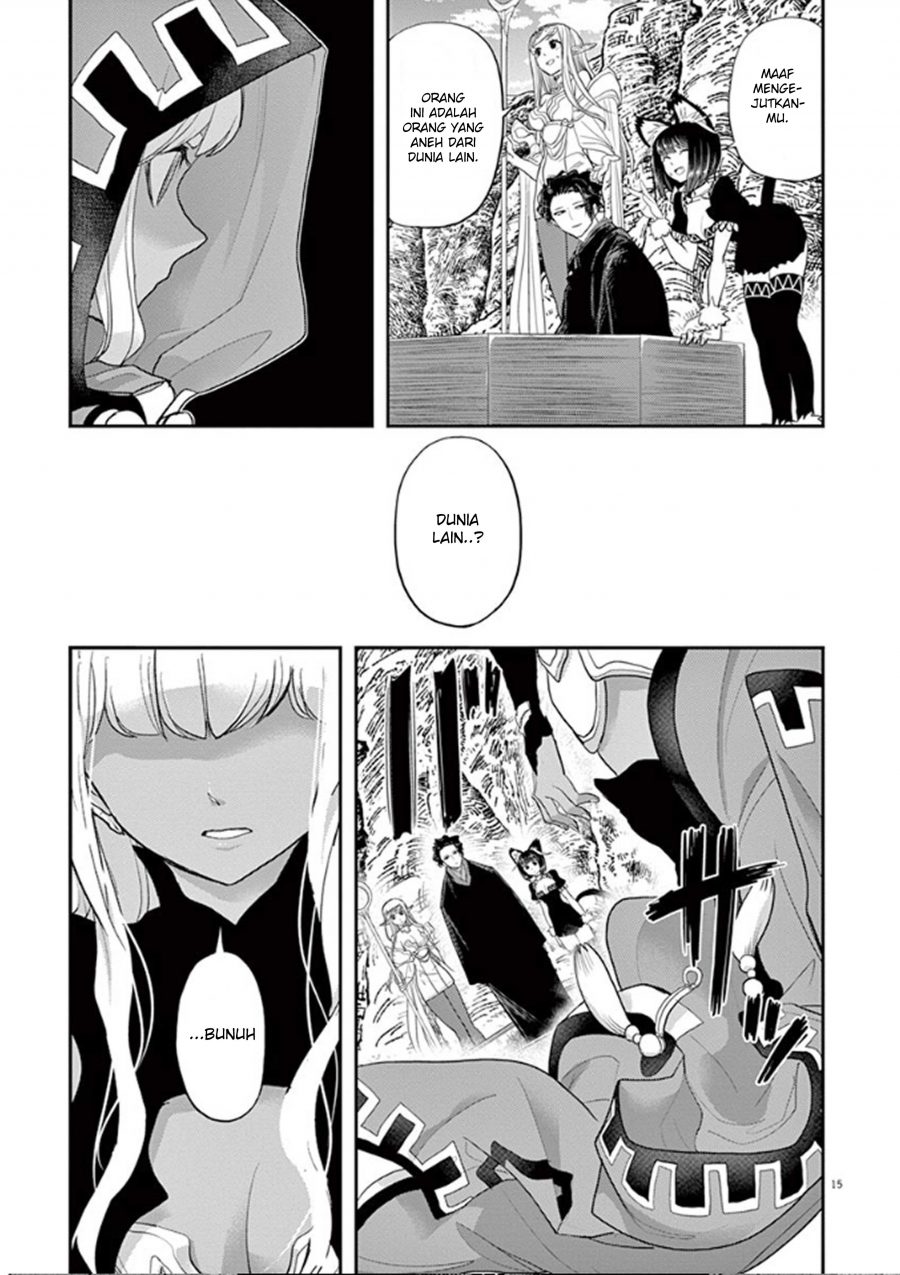 MAAF
MENGE-
JUTKAN-
MU.
ORANG
INI ADALAH
ORANG YANG
ANEH DARI
DUNIA LAIN.
DUNIA
LAIN..?
...BUNUH
15